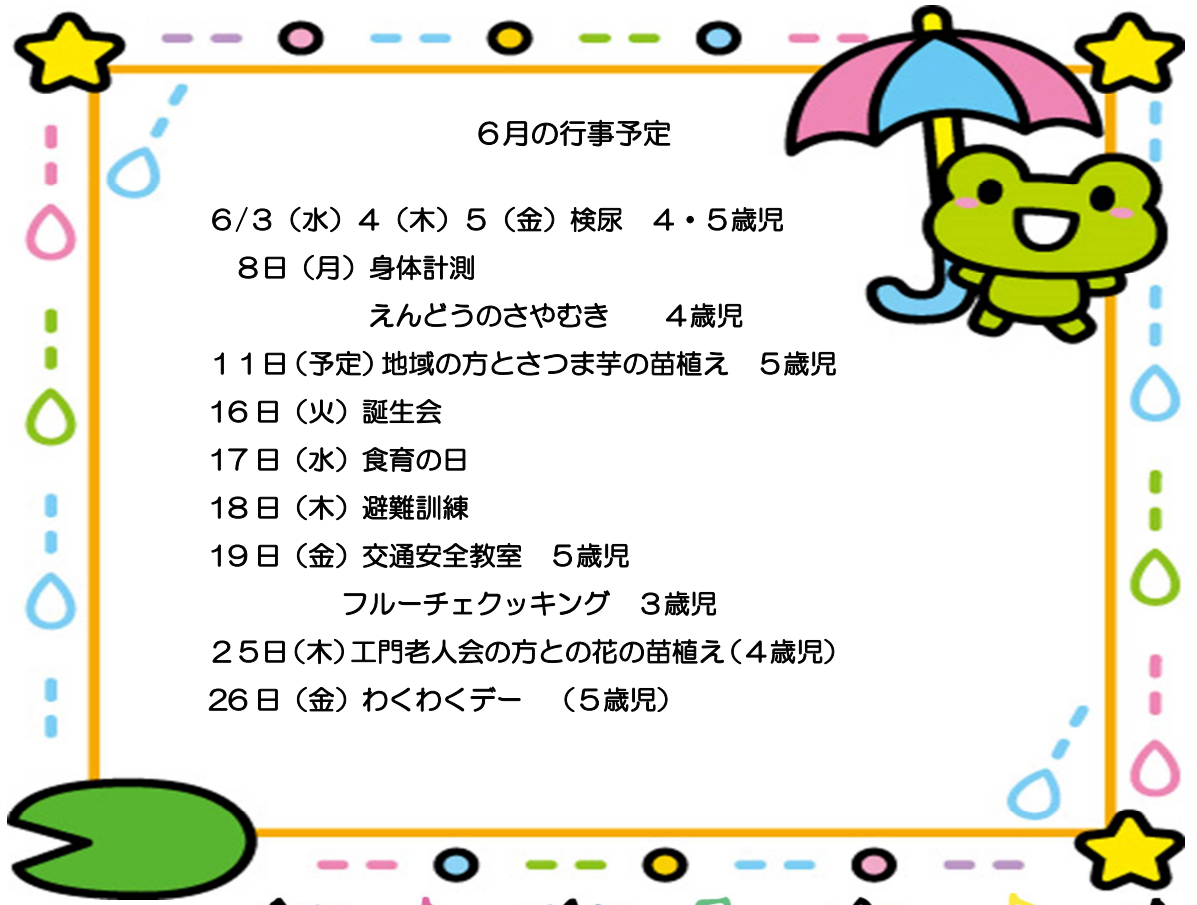 ６月の行事予定
６/３（水）４（木）５（金）検尿　４・５歳児
８日（月）身体計測
えんどうのさやむき　　４歳児
１１日（予定）地域の方とさつま芋の苗植え　５歳児
16日（火）誕生会
17日（水）食育の日
18日（木）避難訓練
19日（金）交通安全教室　５歳児
フルーチェクッキング　３歳児
２５日（木）工門老人会の方との花の苗植え（４歳児）
26日（金）わくわくデー　（５歳児）